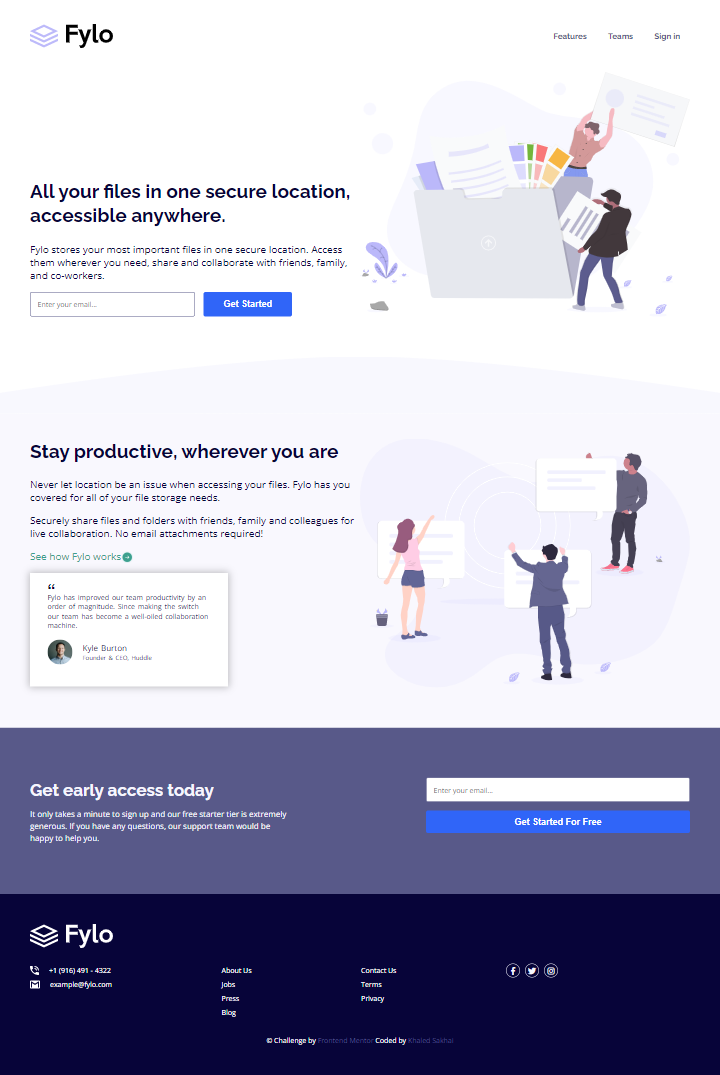 Fylo
Features Teams Sign in
All your files in one secure location,
accessible anywhere.
Fylo stores your most important files in one secure location. Access
them wherever you need, share and collaborate with friends, family,
and co-workers.
Enter your email... Get Started
Stay productive, wherever you are
Never let location be an issue when accessing your files. Fylo has you
covered for all of your file storage needs.
Securely share files and folders with friends, family and colleagues for
live collaboration. No email attachments required!
See how Fylo works
“
Fylo has improved our team productivity by an
order of magnitude. Since making the switch
our team has become a well-oiled collaboration
machine.
Kyle Burton
Founder & CEO, Huddle
Get early access today
It only takes a minute to sign up and our free starter tier is extremely
generous. If you have any questions, our support team would be
happy to help you.
Enter your email...
Get Started For Free
Fylo
+1 (916) 491 - 4322
example@fylo.com
About Us
Jobs
Press
Blog
Contact Us
Terms
Privacy
© Challenge by Frontend Mentor Coded by Khaled Sakhai